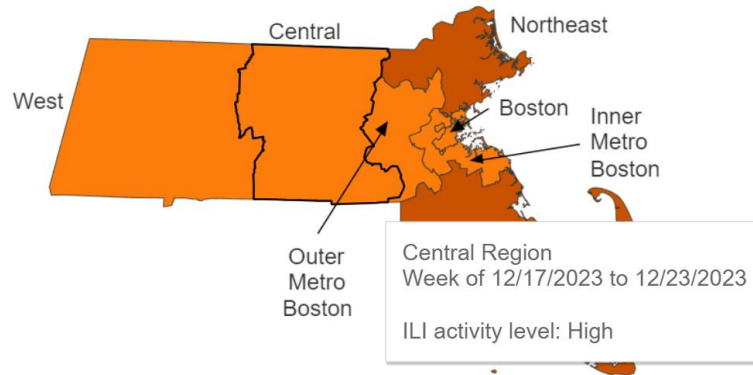 Central
Northeast
West
Boston
Inner
Metro
Boston
Outer
Metro
Boston
Central Region
Week of 12/17/2023 to 12/23/2023
ILI activity level: High